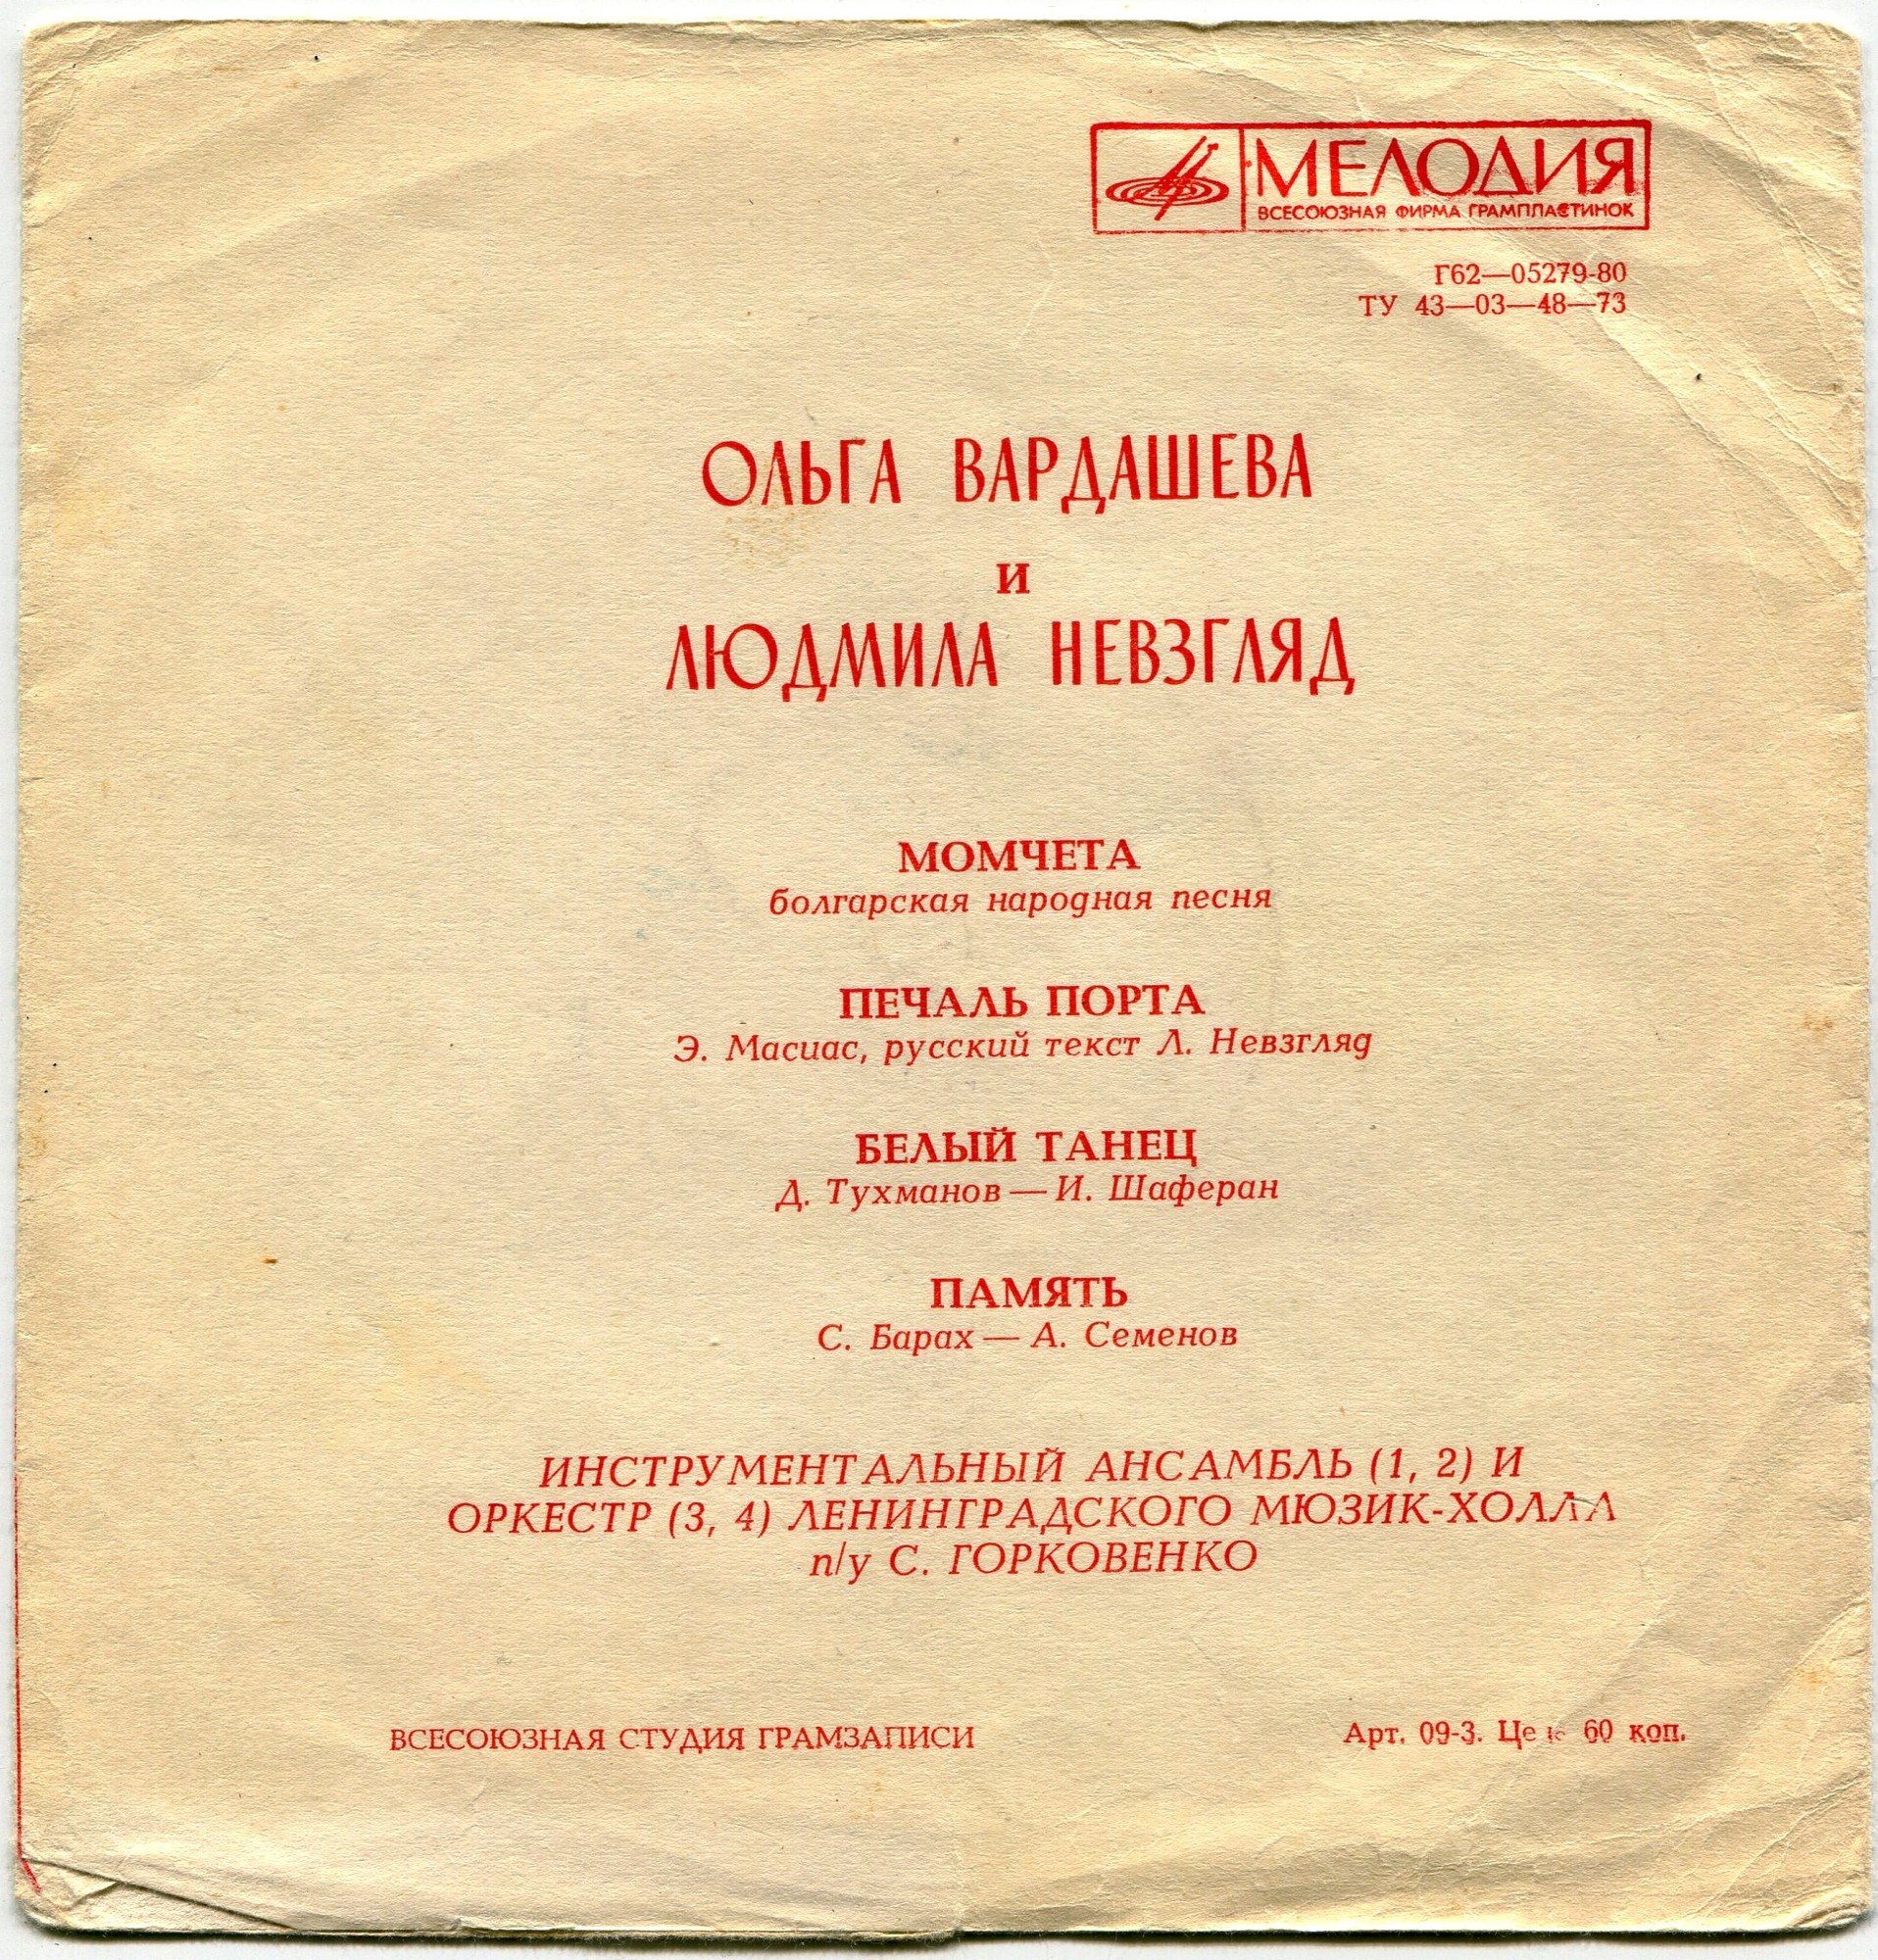 МЕЛОДИЯ
ВСЕСОЮЗНАЯ ФИРМА ГРАМПЛАСТИНОК
Г62—05279-80
ТУ 43—03—48—73
ОЛЬГА ВАРДАШЕВА
И
ЛЮДМИЛА НЕВЗГЛЯД
МОМЧЕТА
болгарская народная песня
ПЕЧАЛЬ ПОРТА
Э. Масиас, русский текст Л. Невзгляд
БЕЛЫЙ ТАНЕЦ
Д. Тухманов — И. Шаферан
ПАМЯТЬ
С. Барах — А. Семенов
ИНСТРУМЕНТАЛЬНЫЙ АНСАМБЛЬ (1, 2) И
ОРКЕСТР (3, 4) ЛЕНИНГРАДСКОГО МЮЗИК-ХОЛЛА
п/у С. ГОРКОВЕНКО
ВСЕСОЮЗНАЯ СТУДИЯ ГРАМЗАПИСИ
Арт. 09-3. 60 коп.